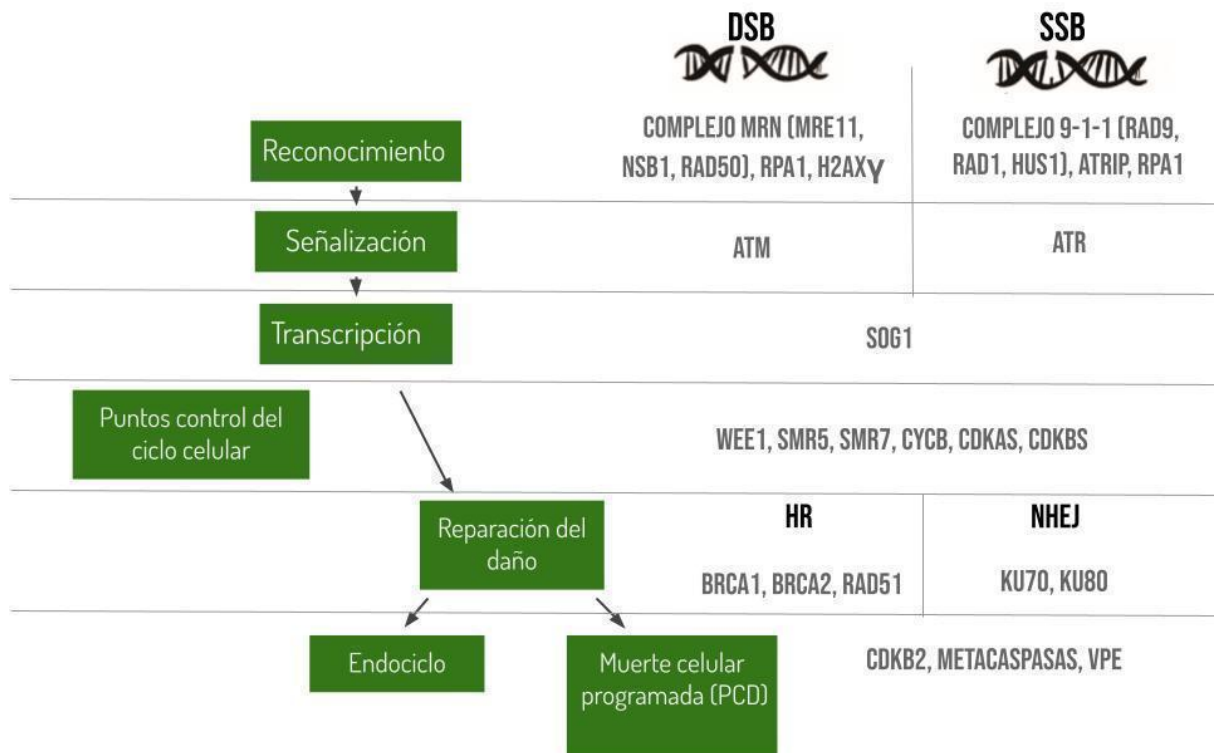 DSB
SSB
Reconocimiento
COMPLEJO MRN (MRE11,
NSB1, RAD50), RPA1, H2AXγ
COMPLEJO 9-1-1 (RAD9,
RAD1, HUS1), ATRIP, RPA1
Señalización
ATM
ATR
Transcripción
SOG1
Puntos control del
ciclo celular
WEE1, SMR5, SMR7, CYCB, CDKAS, CDKBS
Reparación del
daño
HR
NHEJ
BRCA1, BRCA2, RAD51
KU70, KU80
Endociclo
Muerte celular
programada (PCD)
CDKB2, METACASPASAS, VPE